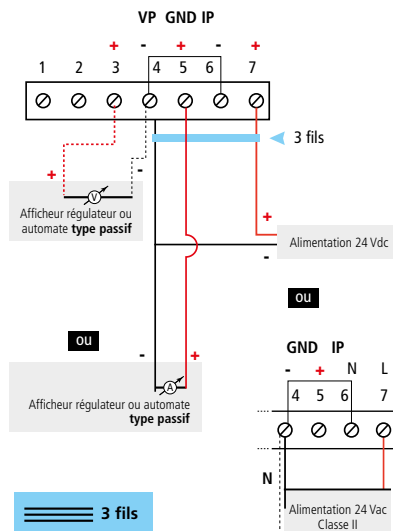 VP GND IP
+ - + - +
1 2 3 4 5 6 7
3 fils
+ -
V
Afficheur régulateur ou
automate type passif
+
Alimentation 24 Vdc
-
ou
ou
- +
A
Afficheur régulateur ou automate
type passif
GND IP
- + N L
4 5 6 7
N
Alimentation 24 Vac
Classe II
3 fils